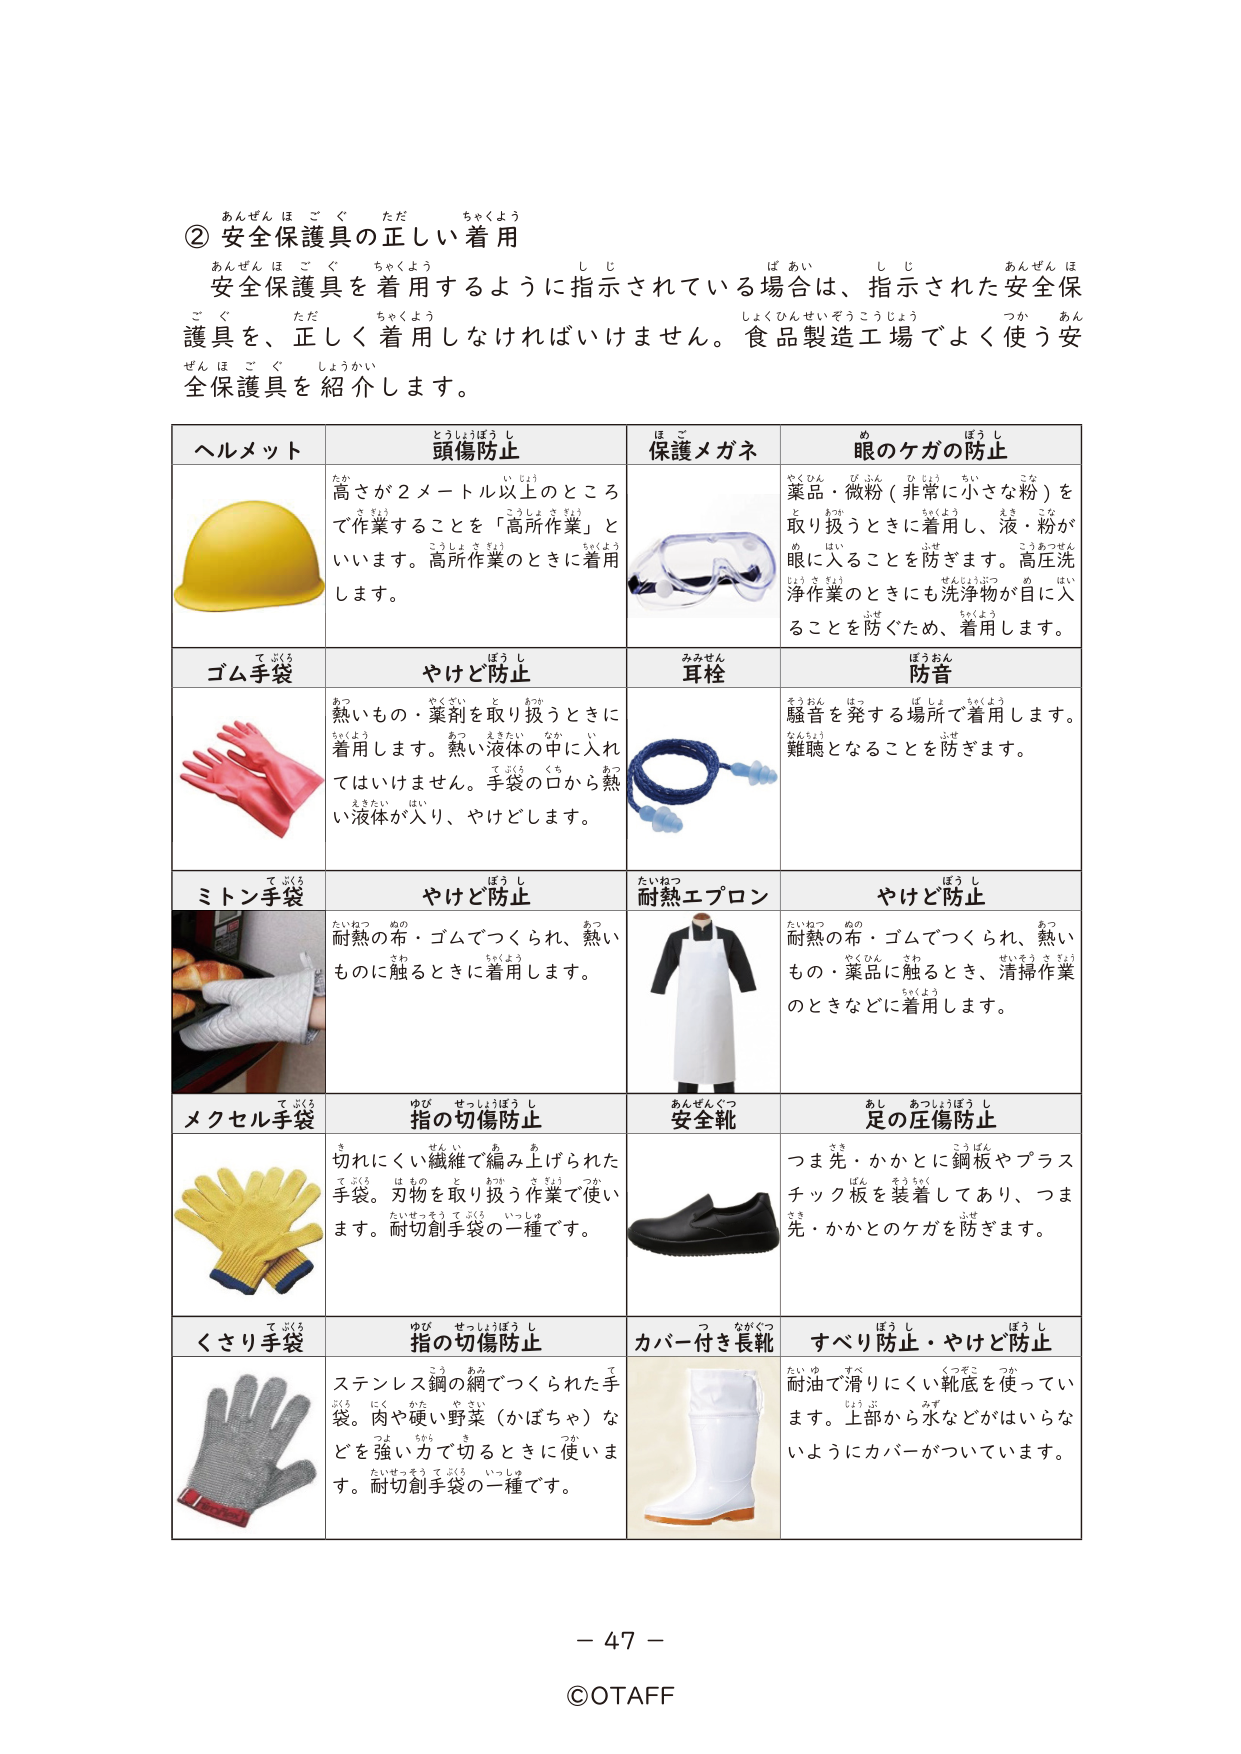 ② 安全保護具の正しい着用
安全保護具を着用するように指示されている場合は、指示された安全保
護具を、正しく着用しなければいけません。食品製造工場でよく使う安
全保護具を紹介します。
ヘルメット
頭傷防止
高さが2メートル以上のところ
で作業することを「高所作業」と
いいます。高所作業のときに着用
します。
保護メガネ
眼のケガの防止
薬品・微粉(非常に小さな粉)を
取り扱うときに着用し、液・粉が
眼に入ることを防ぎます。高圧洗
浄作業のときにも洗浄物が目に入
ることを防ぐため、着用します。
ゴム手袋
やけど防止
熱いもの・薬剤を取り扱うときに
着用します。熱い液体の中に入れ
てはいけません。手袋の口から熱
い液体が入り、やけどします。
耳栓
防音
騒音を発する場所で着用します。
難聴となることを防ぎます。
ミトン手袋
やけど防止
耐熱の布・ゴムでつくられ、熱い
ものに触るときに着用します。
耐熱エプロン
やけど防止
耐熱の布・ゴムでつくられ、熱い
もの・薬品に触るとき、清掃作業
のときなどに着用します。
メクセル手袋
指の切傷防止
切れにくい繊維で編み上げられた
手袋。刃物を取り扱う作業で使い
ます。耐切創手袋の一種です。
安全靴
足の圧傷防止
つま先・かかとに鋼板やプラス
チック板を装着してあり、つま
先・かかとのケガを防ぎます。
くさり手袋
指の切傷防止
ステンレス鋼の網でつくられた手
袋。肉や硬い野菜(かぼちゃ)な
どを強い力で切るときに使いま
す。耐切創手袋の一種です。
カバー付き長靴
すべり防止・やけど防止
耐油で滑りにくい靴底を使ってい
ます。上部から水などがはいらな
いようにカバーがついています。
― 47 ―
©OTAFF